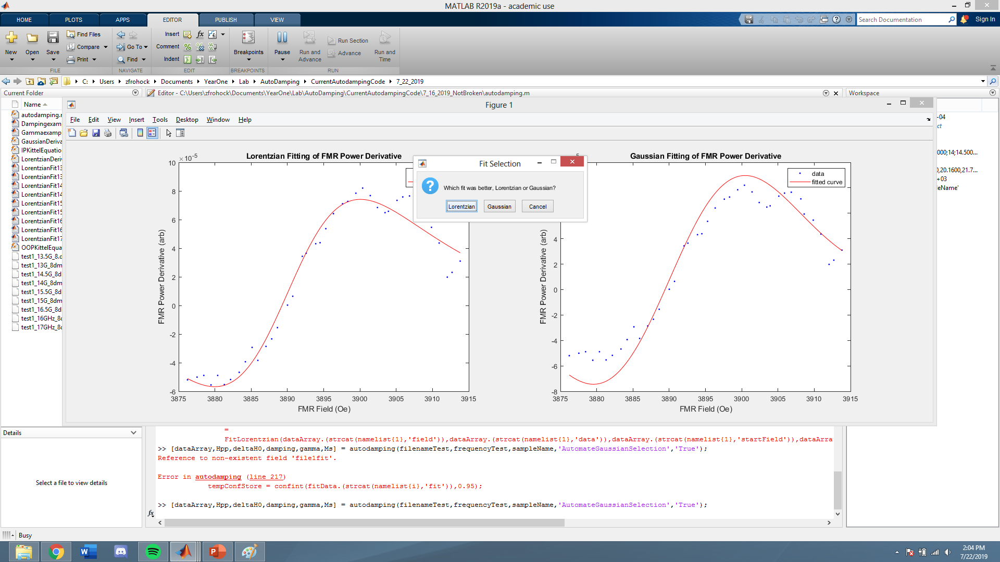 MATLAB R2019a - academic use
HOME PLOTS APPS EDITOR PUBLISH VIEW
Search Documentation
Sign In
New Open Save
Find Files
Compare
Print
FILE
Go To
Find
NAVIGATE
Insert fx
Comment
Indent
EDIT
Breakpoints
BREAKPOINTS
Pause
Run and Advance
Run Section
Advance
Run and Time
RUN
C: Users zfrohock Documents YearOne Lab AutoDamping CurrentAutodampingCode 7_22_2019
Current Folder
Editor - C:\Users\zfrohock\Documents\YearOne\Lab\AutoDamping\CurrentAutodampingCode\7_16_2019_NotBroken\autodamping.m
Workspace
Name
autodamping.
Dampingexam
Gammaexamp
GaussianDeriva
IPKittelEquatio
LorentzianDeri
LorentzianFit13
LorentzianFit13
LorentzianFit14
LorentzianFit14
LorentzianFit15
LorentzianFit15
LorentzianFit16
LorentzianFit16
LorentzianFit17
OOPKittelEqua
test1_13.5G_8.
test1_13G_8dm
test1_14.5G_8d
test1_14G_8dm
test1_15.5G_8d
test1_15G_8dm
test1_16.5G_8d
test1_16GHz_8
test1_17GHz_8
Figure 1
File Edit View Insert Tools Desktop Window Help
Lorentzian Fitting of FMR Power Derivative
× 10-5
10
8
6
4
2
0
-2
-4
-6
3875 3880 3885 3890 3895 3900 3905 3910 3915
FMR Field (Oe)
FMR Power Derivative (arb)
Fit Selection
Which fit was better, Lorentzian or Gaussian?
Lorentzian Gaussian Cancel
Gaussian Fitting of FMR Power Derivative
5
data
fitted curve
4
2
0
-2
-4
-6
-8
3875 3880 3885 3890 3895 3900 3905 3910 3915
FMR Field (Oe)
FMR Power Derivative (arb)
-04
ct
000;14;14.500...
0,20.1600,21.7...
+03
leName'
Details
Select a file to view details
=
FitLorentzian(dataArray.(strcat(namelist{1},'field')),dataArray.(strcat(namelist{1},'data')),dataArray.(strcat(namelist{1},'startField')),dataArra
>> [dataArray,Hpp,deltaH0,damping,gamma,Ms] = autodamping(filenameTest,frequencyTest,sampleName,'AutomateGaussianSelection','True');
Reference to non-existent field 'file1fit'.
Error in autodamping (line 217)
tempConfStore = confint(fitData.(strcat(namelist{i},'fit')),0.95);
>> [dataArray,Hpp,deltaH0,damping,gamma,Ms] = autodamping(filenameTest,frequencyTest,sampleName,'AutomateGaussianSelection','True');
fx
Busy
2:04 PM
7/22/2019